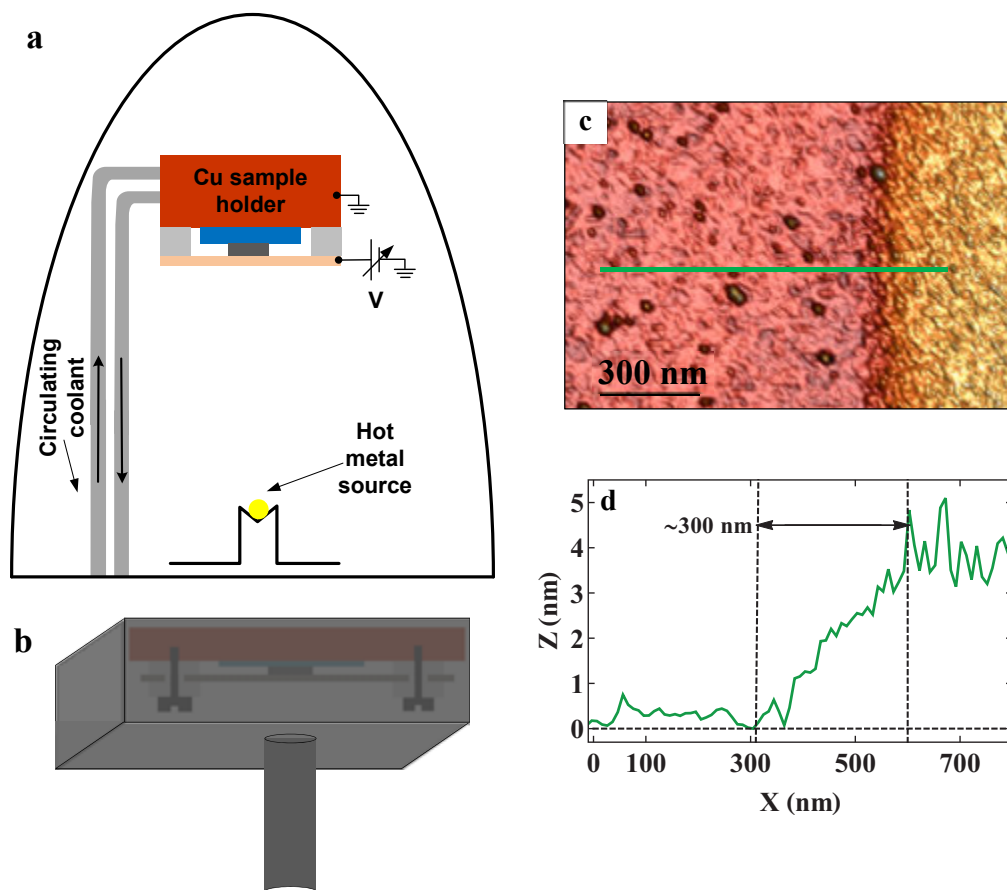 a
Cu sample
holder
V
Circulating
coolant
Hot
metal
source
b
c
300 nm
d
~300 nm
Z (nm)
5
4
3
2
1
0
0 100 300 500 700
X (nm)